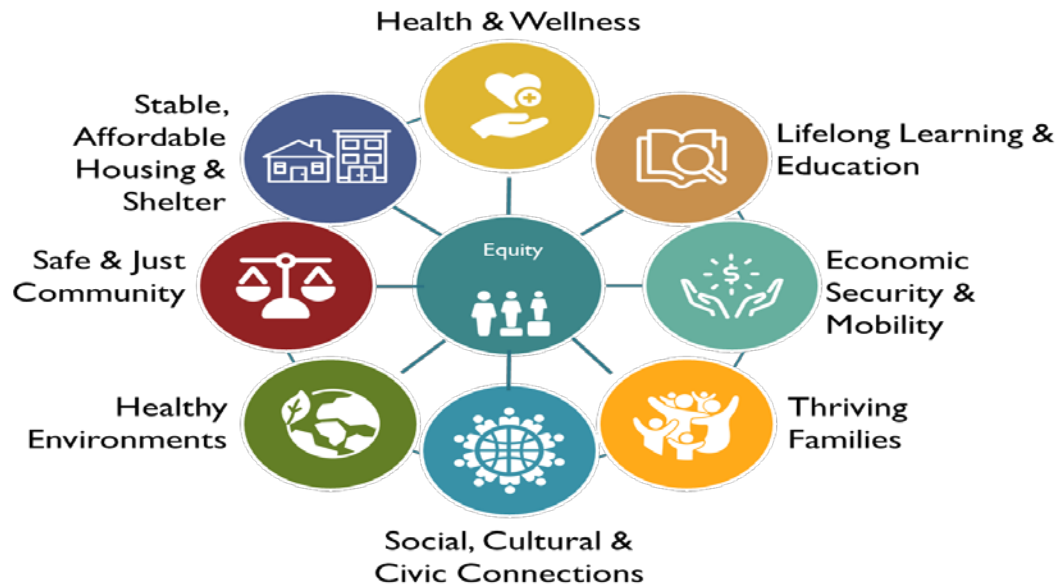 Health & Wellness
Stable,
Affordable
Housing &
Shelter
Lifelong Learning &
Education
Safe & Just
Community
Equity
$
Economic
Security &
Mobility
Healthy
Environments
Thriving
Families
Social, Cultural &
Civic Connections